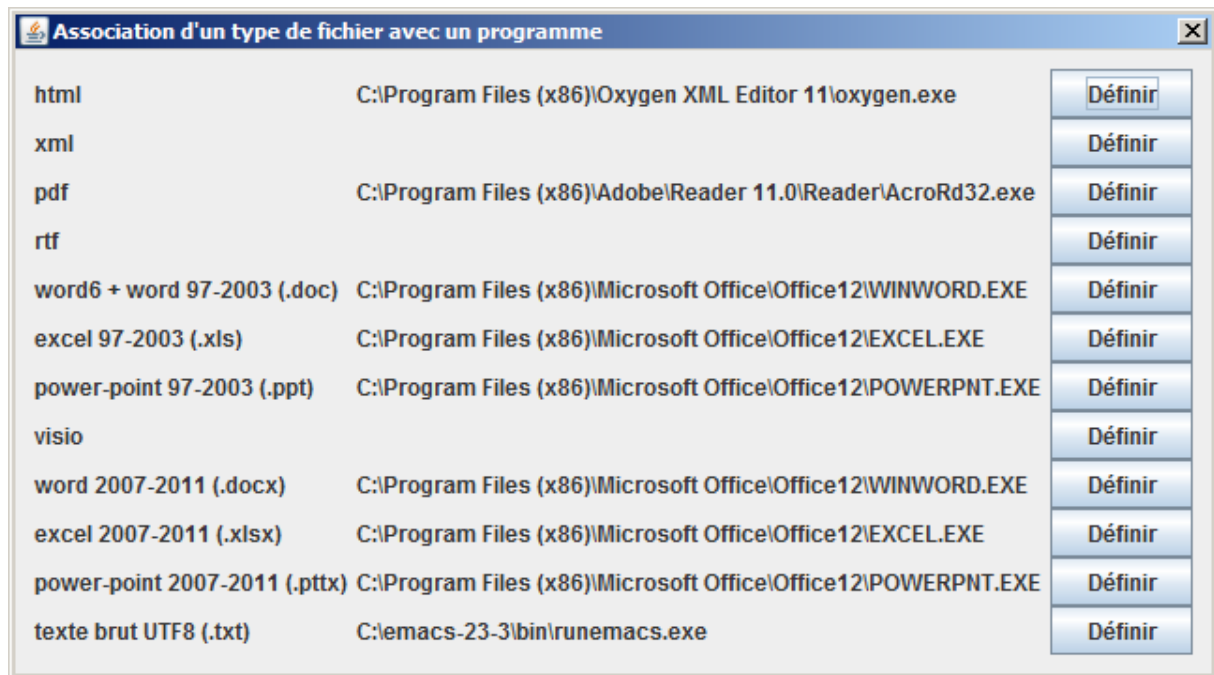 Association d'un type de fichier avec un programme
html C:\Program Files (x86)\Oxygen XML Editor 11\oxygen.exe Définir
xml Définir
pdf C:\Program Files (x86)\Adobe\Reader 11.0\Reader\AcroRd32.exe Définir
rtf Définir
word6 + word 97-2003 (.doc) C:\Program Files (x86)\Microsoft Office\Office12\WINWORD.EXE Définir
excel 97-2003 (.xls) C:\Program Files (x86)\Microsoft Office\Office12\EXCEL.EXE Définir
power-point 97-2003 (.ppt) C:\Program Files (x86)\Microsoft Office\Office12\POWERPNT.EXE Définir
visio Définir
word 2007-2011 (.docx) C:\Program Files (x86)\Microsoft Office\Office12\WINWORD.EXE Définir
excel 2007-2011 (.xlsx) C:\Program Files (x86)\Microsoft Office\Office12\EXCEL.EXE Définir
power-point 2007-2011 (.pttx) C:\Program Files (x86)\Microsoft Office\Office12\POWERPNT.EXE Définir
texte brut UTF8 (.txt) C:\emacs-23-3\bin\runemacs.exe Définir